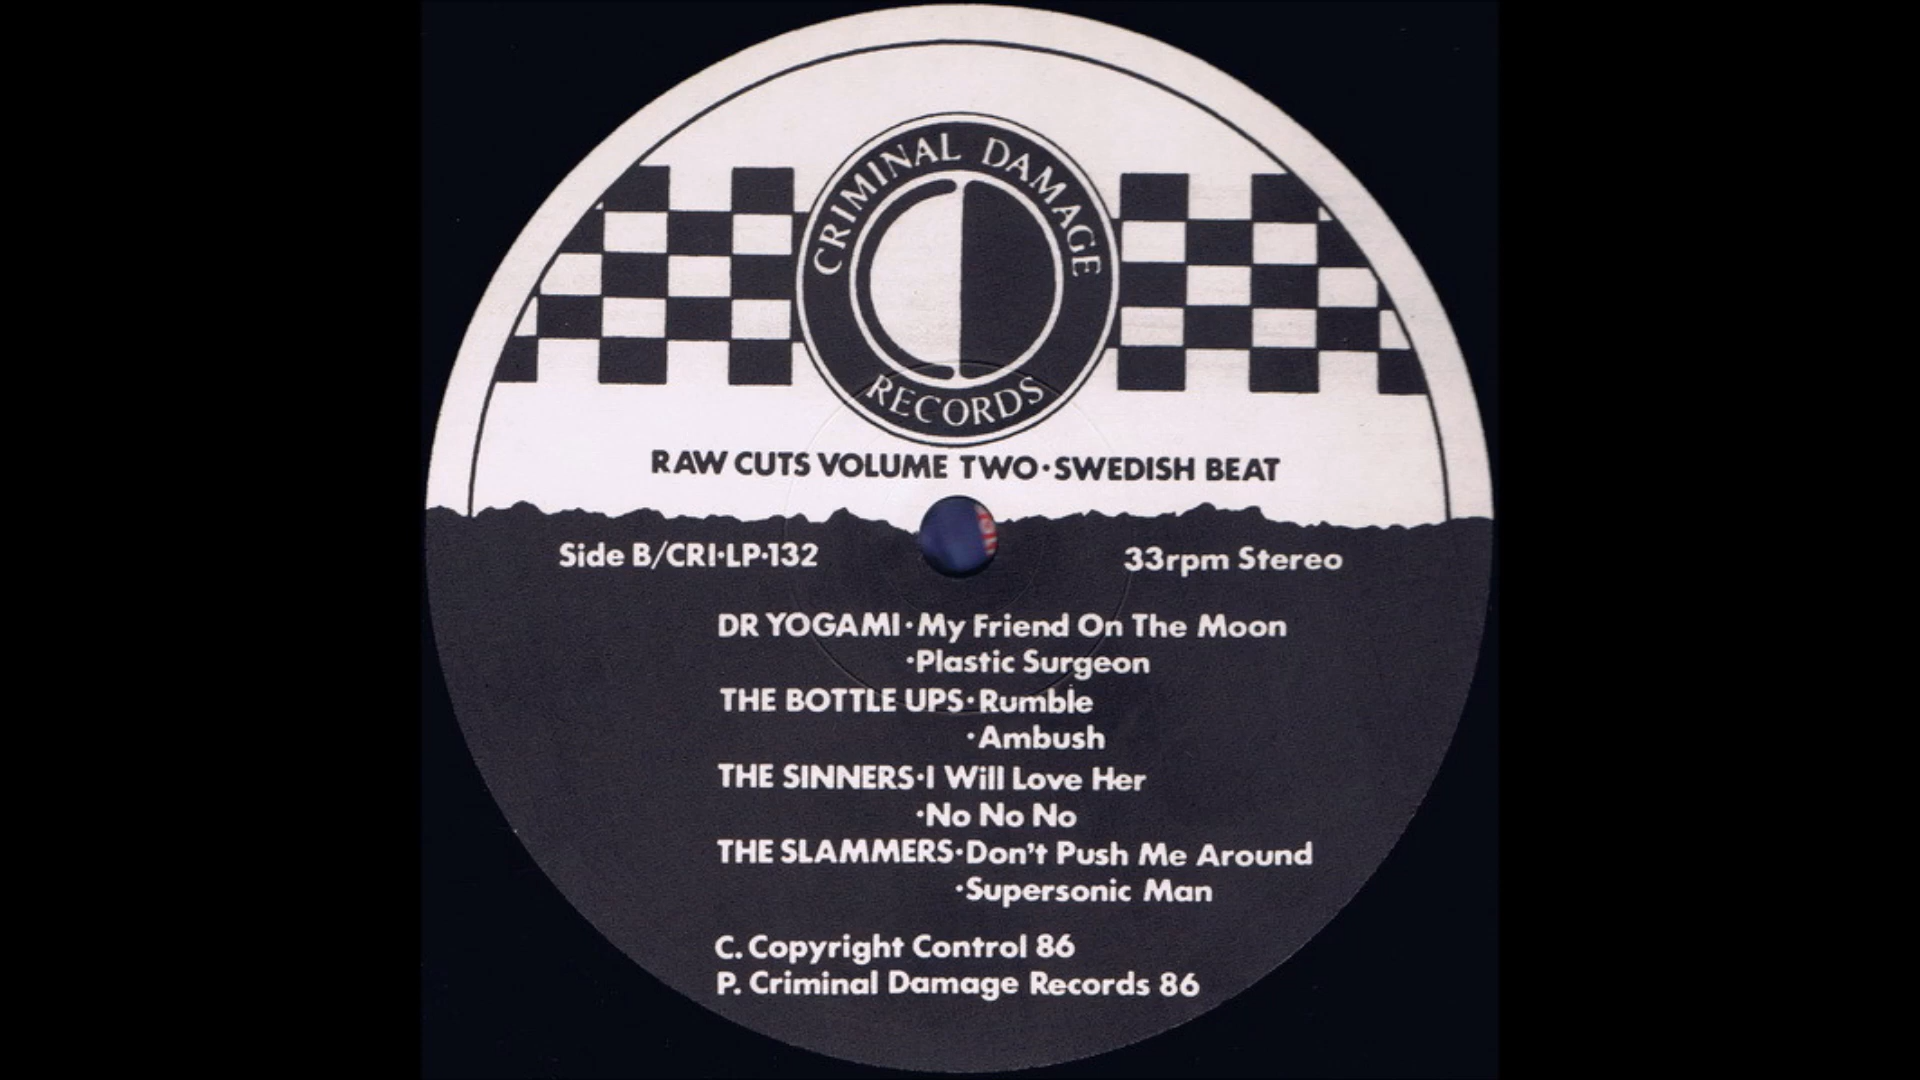 CRIMINAL DAMAGE
RECORDS
RAW CUTS VOLUME TWO·SWEDISH BEAT
Side B/CRI·LP·132 33rpm Stereo
DR YOGAMI·My Friend On The Moon
·Plastic Surgeon
THE BOTTLE UPS·Rumble
·Ambush
THE SINNERS·I Will Love Her
·No No No
THE SLAMMERS·Don't Push Me Around
·Supersonic Man
C. Copyright Control 86
P. Criminal Damage Records 86